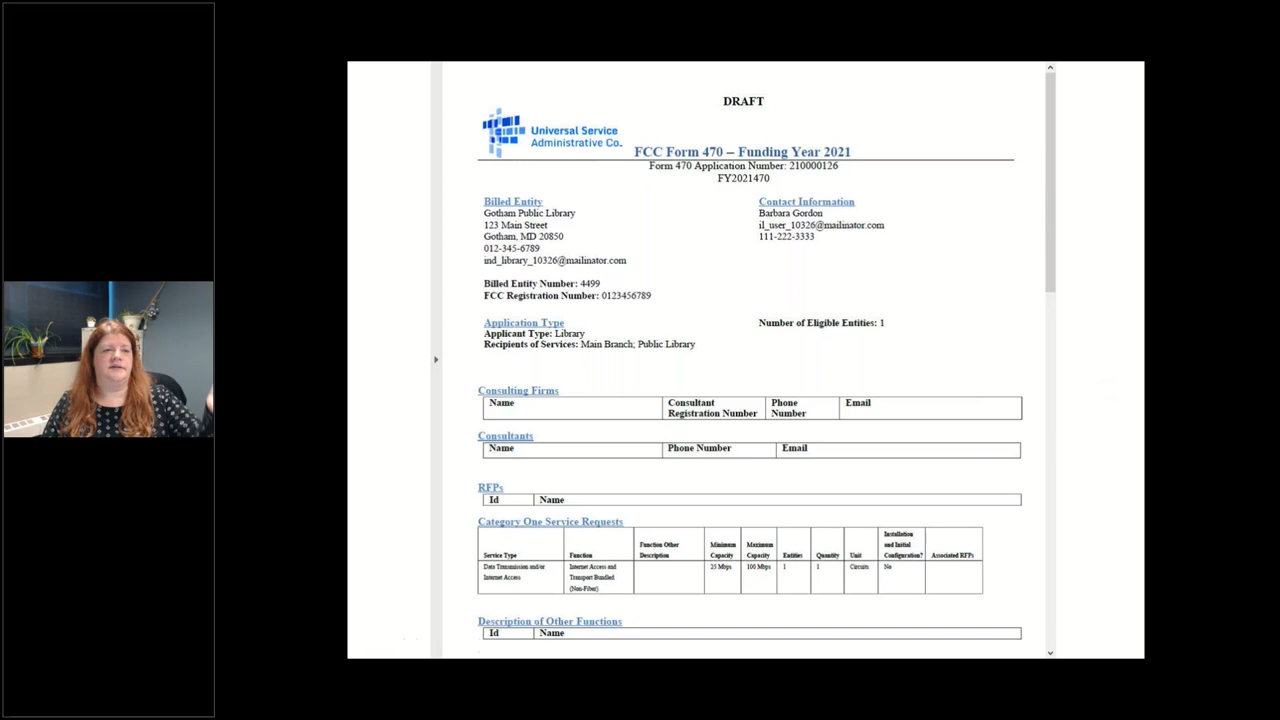 DRAFT
Universal Service
Administrative Co.
FCC Form 470 – Funding Year 2021
Form 470 Application Number: 210000126
FY2021470
Billed Entity
Gotham Public Library
123 Main Street
Gotham, MD 20850
012-345-6789
ind_library_10326@mailinator.com
Contact Information
Barbara Gordon
il_user_10326@mailinator.com
111-222-3333
Billed Entity Number: 4499
FCC Registration Number: 0123456789
Application Type
Applicant Type: Library
Recipients of Services: Main Branch; Public Library
Number of Eligible Entities: 1
Consulting Firms
Name
Consultant
Registration Number
Phone
Number
Email
Consultants
Name Phone Number Email
RFPs
Id Name
Category One Service Requests
Service Type
Function
Function Other
Description
Minimum
Capacity
Maximum
Capacity
Entities
Quantity
Unit
Installation
and Initial
Configuration?
Associated RFPs
Data Transmission and/or
Internet Access
Internet Access and
Transport Bundled
(Non-Fiber)
25 Mbps
100 Mbps
1
1
Circuits
No
Description of Other Functions
Id Name